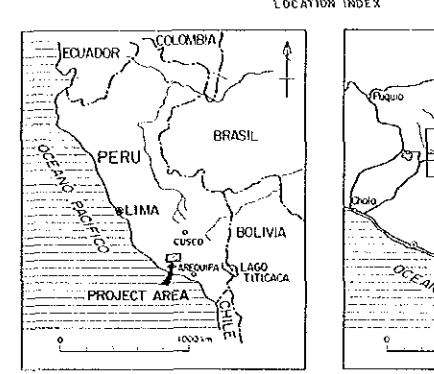 LOCATION INDEX
ECUADOR
COLOMBIA
BRASIL
PERU
OCEANO PACIFICO
LIMA
CUSCO
BOLIVIA
AREQUIPA
LAGO
TITICACA
PROJECT AREA
CHILE
0 1000km
Puquio
Chala
0